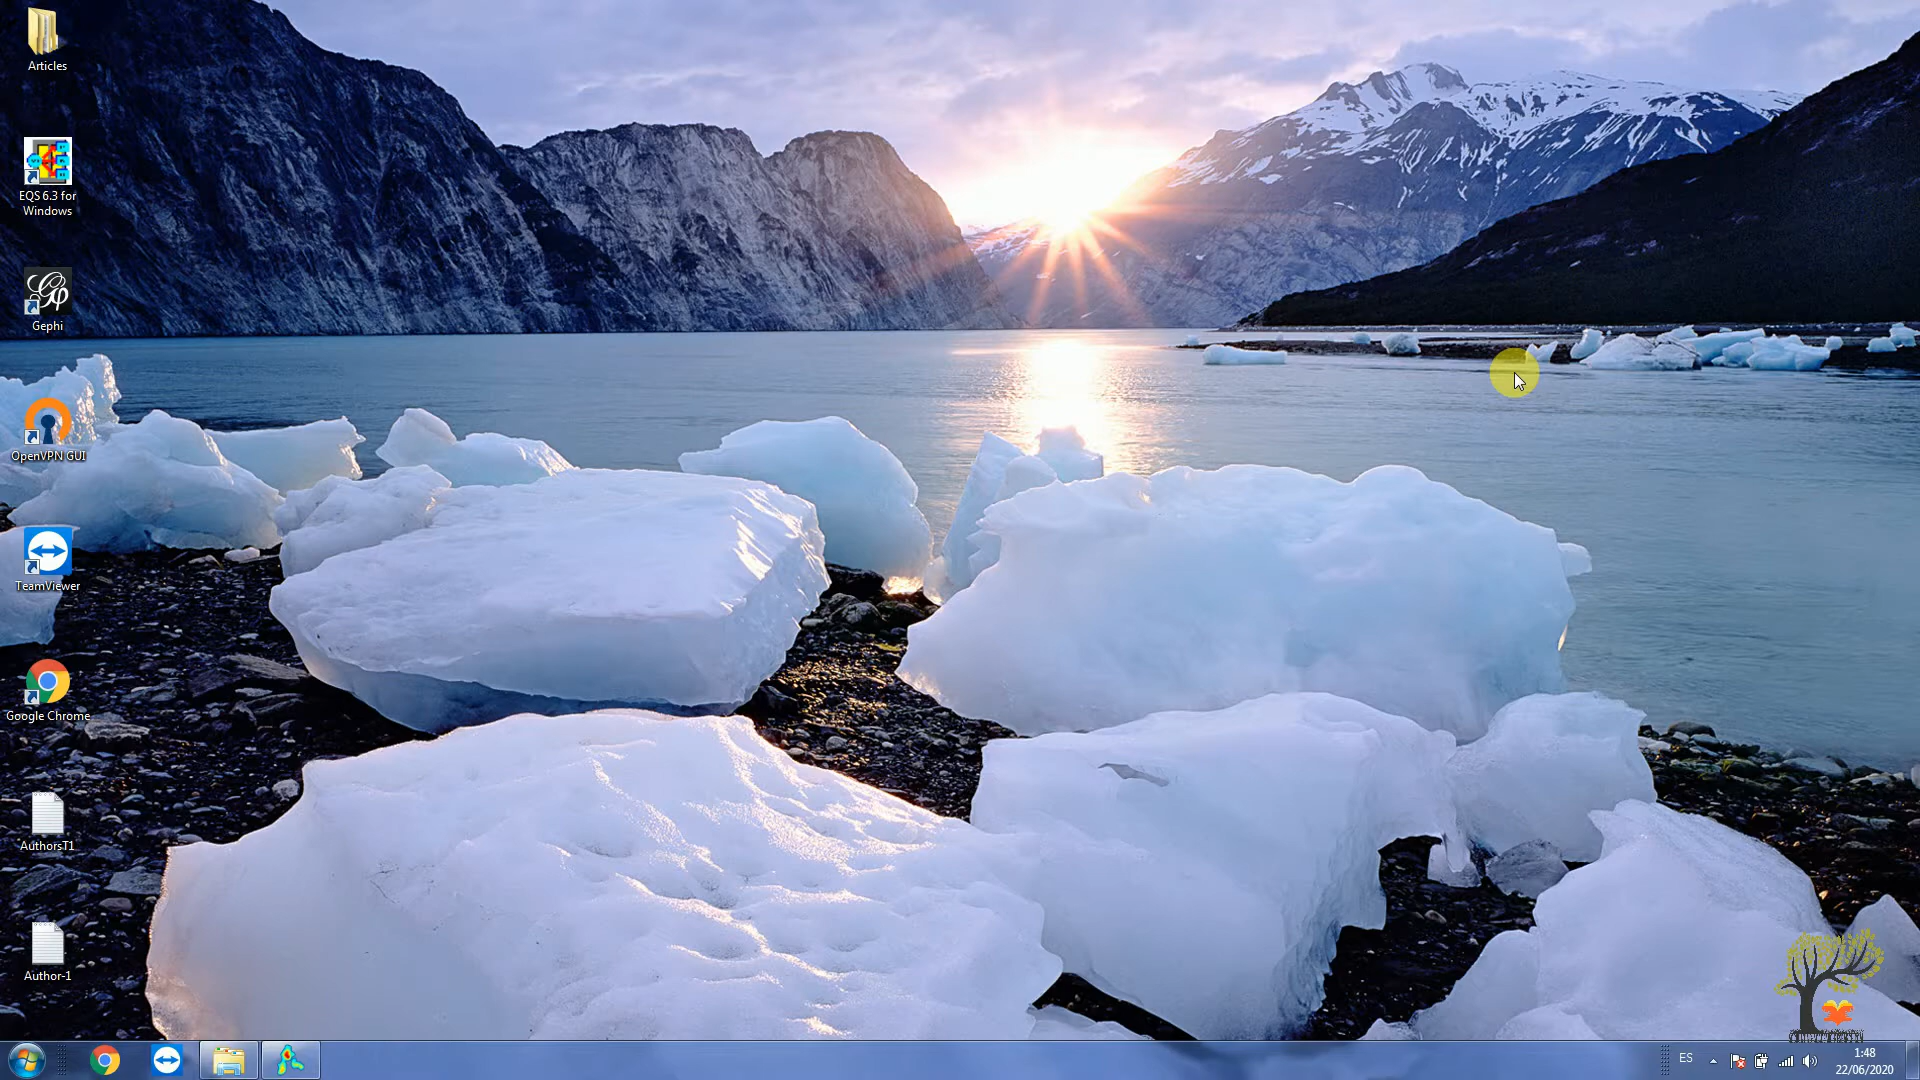 Articles
EQS 6.3 for
Windows
Gephi
OpenVPN GUI
TeamViewer
Google Chrome
AuthorsT1
Author-1
ES
1:48
22/06/2020